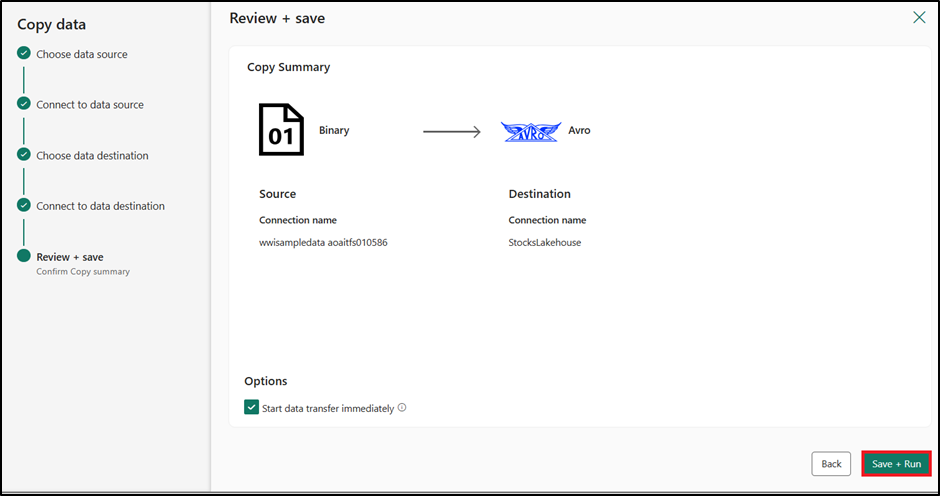 Copy data
Choose data source
Connect to data source
Choose data destination
Connect to data destination
Review + save
Confirm Copy summary
Review + save
Copy Summary
01
Binary
AVRO
Avro
Source
Destination
Connection name
Connection name
wwisampledata aoaitfs010586
StocksLakehouse
Options
Start data transfer immediately
Back
Save + Run